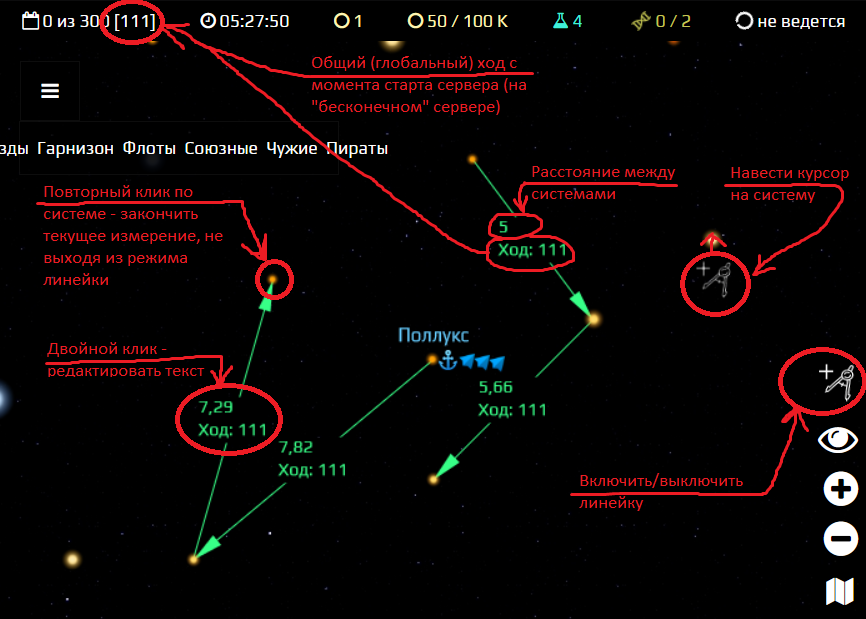 0 из 300 [111] 05:27:50 1 50 / 100 K 4 0 / 2 не ведется
Общий (глобальный) ход с
момента старта сервера (на
"бесконечном" сервере)
зды Гарнизон Флоты Союзные Чужие Пираты
Расстояние между
системами
Навести курсор
на систему
Повторный клик по
системе - закончить
текущее измерение, не
выходя из режима
линейки
5
Ход: 111
Поллукс
Двойной клик -
редактировать текст
5,66
Ход: 111
7,29
Ход: 111
7,82
Ход: 111
Включить/выключить
линейку